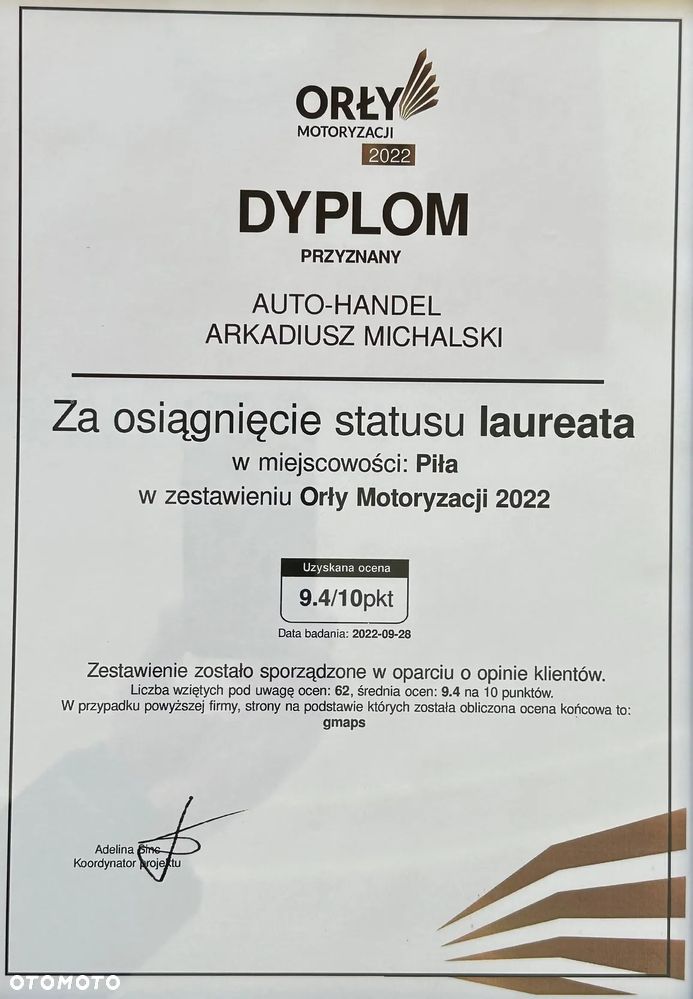 ORŁY
MOTORYZACJI
2022
DYPLOM
PRZYZNANY
AUTO-HANDEL
ARKADIUSZ MICHALSKI
Za osiągnięcie statusu laureata
w miejscowości: Piła
w zestawieniu Orły Motoryzacji 2022
Uzyskana ocena
9.4/10pkt
Data badania: 2022-09-28
Zestawienie zostało sporządzone w oparciu o opinie klientów.
Liczba wziętych pod uwagę ocen: 62, średnia ocen: 9.4 na 10 punktów.
W przypadku powyższej firmy, strony na podstawie których została obliczona ocena końcowa to:
gmaps
Adelina
Koordynator projektu
OTOMOTO